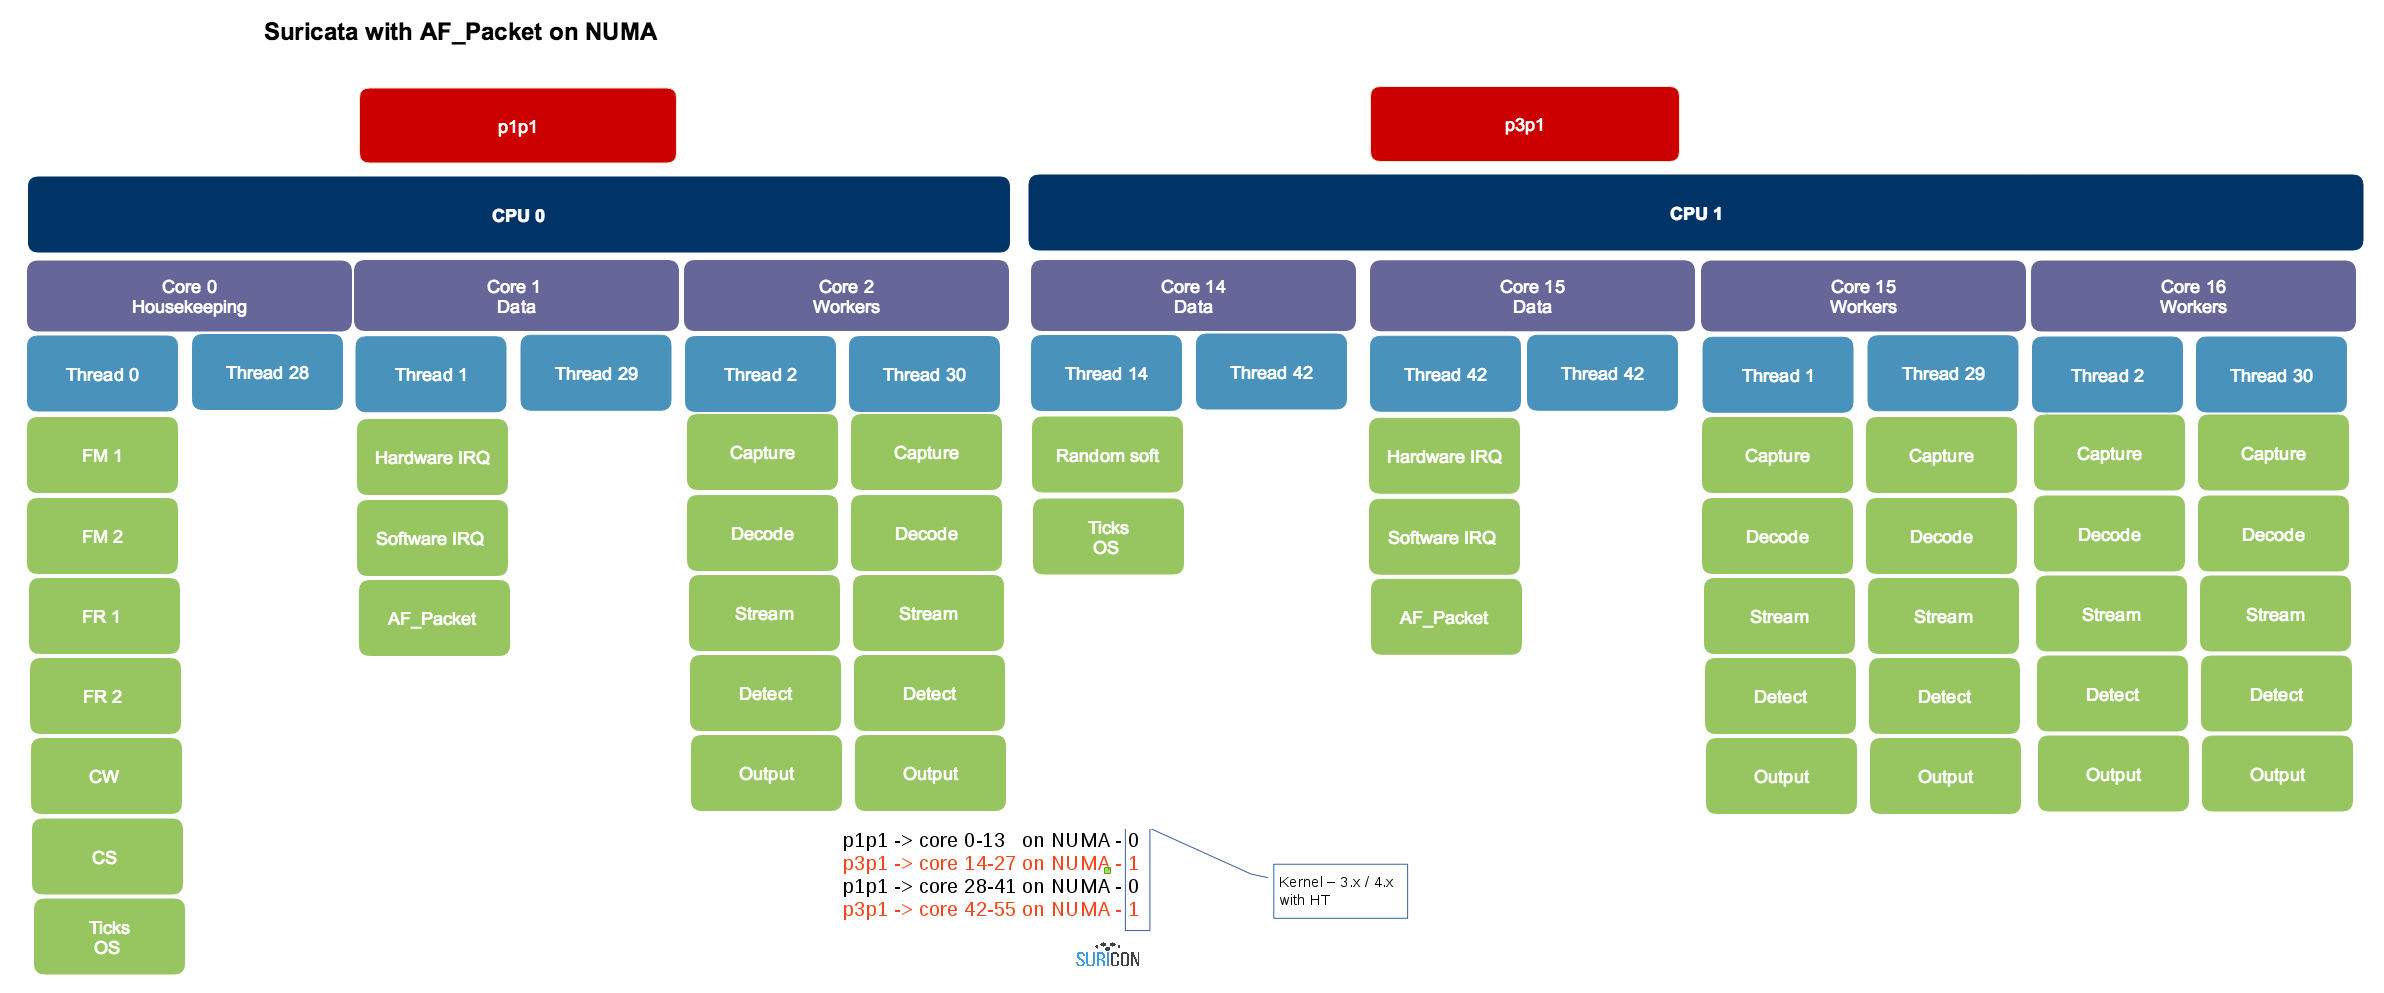 Suricata with AF_Packet on NUMA
p1p1
p3p1
CPU 0
CPU 1
Core 0
Housekeeping
Core 1
Data
Core 2
Workers
Core 14
Data
Core 15
Data
Core 15
Workers
Core 16
Workers
Thread 0
Thread 28
Thread 1
Thread 29
Thread 2
Thread 30
Thread 14
Thread 42
Thread 42
Thread 42
Thread 1
Thread 29
Thread 2
Thread 30
FM 1
FM 2
FR 1
FR 2
CW
CS
Ticks
OS
Hardware IRQ
Software IRQ
AF_Packet
Capture
Decode
Stream
Detect
Output
Capture
Decode
Stream
Detect
Output
Random soft
Ticks
OS
Hardware IRQ
Software IRQ
AF_Packet
Capture
Decode
Stream
Detect
Output
Capture
Decode
Stream
Detect
Output
Capture
Decode
Stream
Detect
Output
Capture
Decode
Stream
Detect
Output
p1p1 -> core 0-13 on NUMA - 0
p3p1 -> core 14-27 on NUMA - 1
p1p1 -> core 28-41 on NUMA - 0
p3p1 -> core 42-55 on NUMA - 1
Kernel – 3.x / 4.x
with HT
SURICON